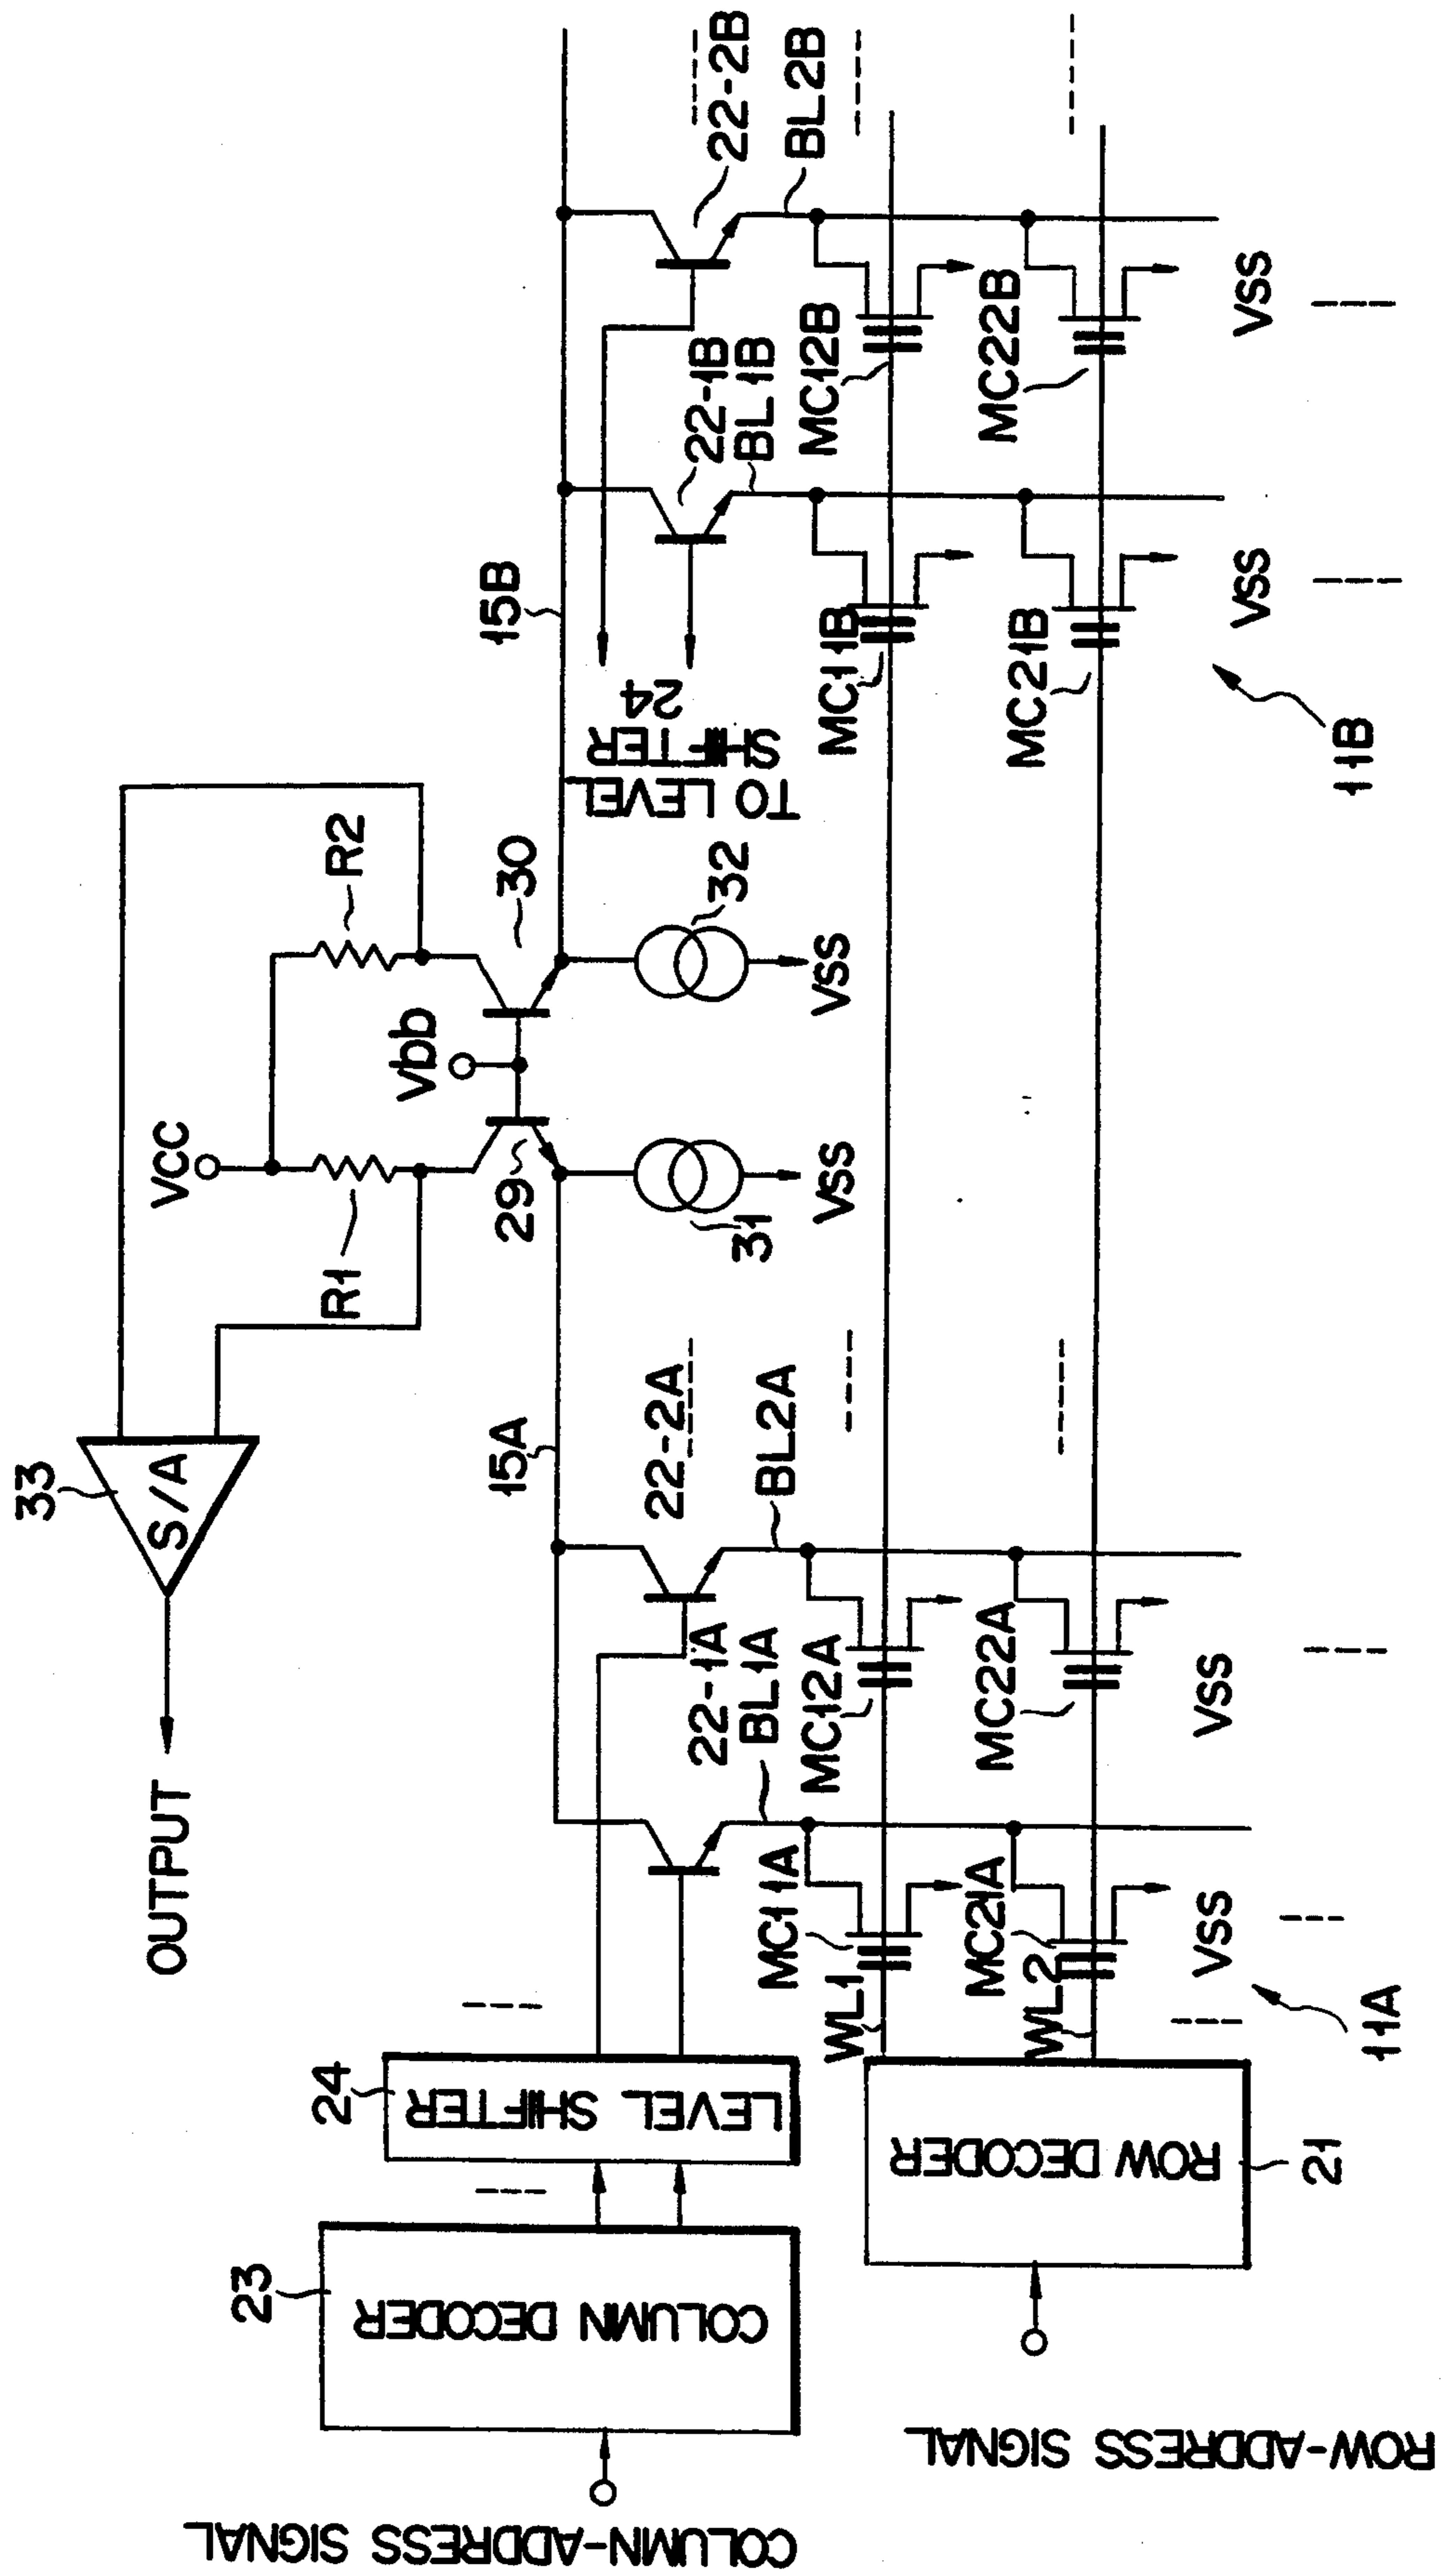 OUTPUT
33
S/A
VCC
R1
R2
Vbb
29
30
31
32
VSS
VSS
15A
15B
COLUMN-ADDRESS SIGNAL
23
COLUMN DECODER
24
LEVEL SHIFTER
22-1A
BL1A
22-2A
BL2A
TO LEVEL
SHIFTER
24
22-1B
BL1B
22-2B
BL2B
ROW-ADDRESS SIGNAL
ROW DECODER
21
WL1
WL2
MC11A
MC12A
MC11B
MC12B
MC21A
MC22A
MC21B
MC22B
VSS
VSS
VSS
VSS
11A
11B